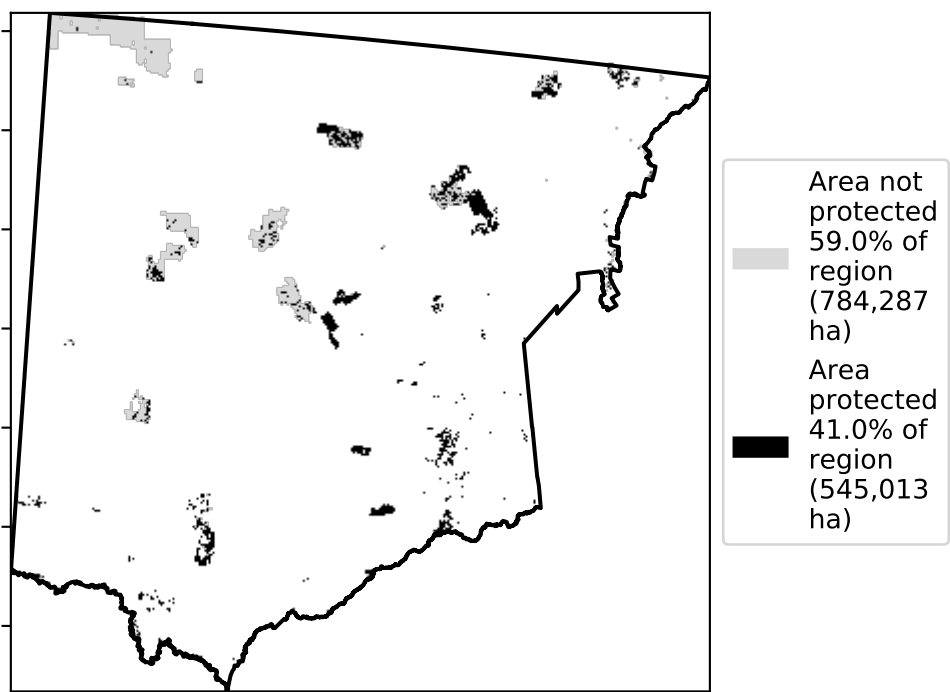 Area not
protected
59.0% of
region
(784,287
ha)
Area
protected
41.0% of
region
(545,013
ha)